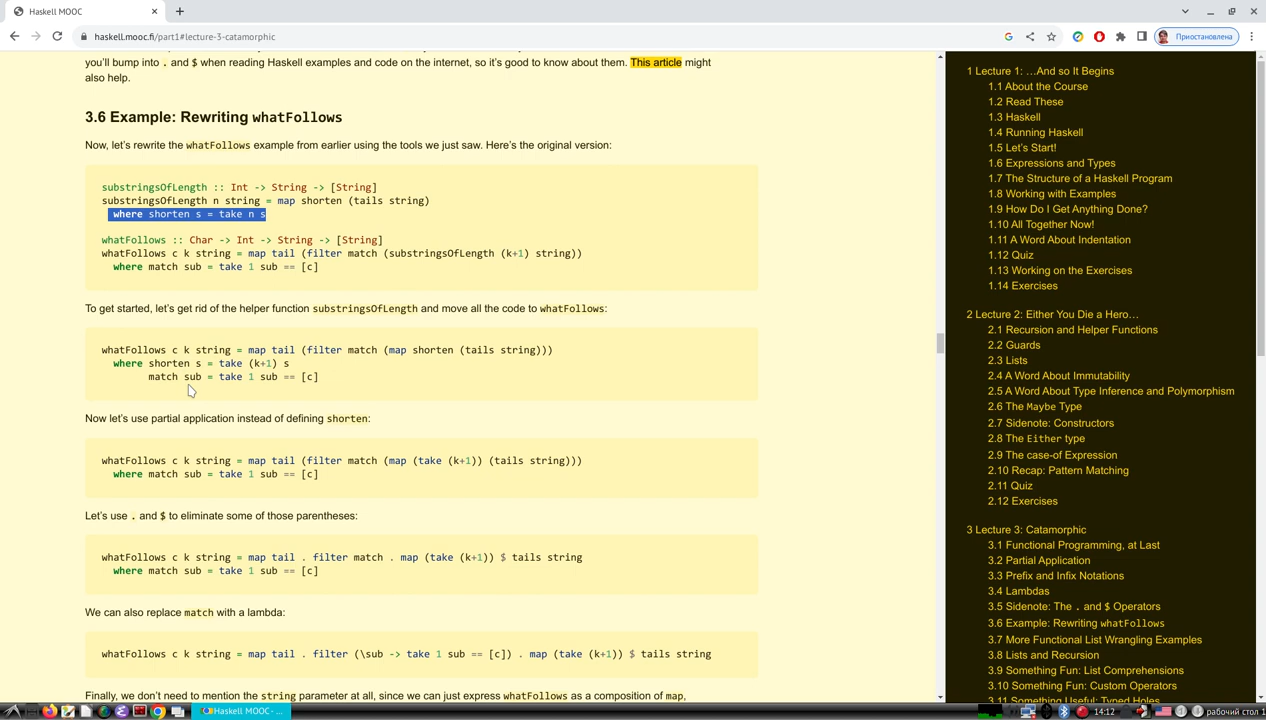 Haskell MOOC
haskell.mooc.fi/part1#lecture-3-catamorphic
Приостановлена
you'll bump into . and $ when reading Haskell examples and code on the internet, so it's good to know about them. This article might
also help.
3.6 Example: Rewriting whatFollows
Now, let's rewrite the whatFollows example from earlier using the tools we just saw. Here's the original version:
substringsOfLength :: Int -> String -> [String]
substringsOfLength n string = map shorten (tails string)
where shorten s = take n s
whatFollows :: Char -> Int -> String -> [String]
whatFollows c k string = map tail (filter match (substringsOfLength (k+1) string))
where match sub = take 1 sub == [c]
To get started, let's get rid of the helper function substringsOfLength and move all the code to whatFollows:
whatFollows c k string = map tail (filter match (map shorten (tails string)))
where shorten s = take (k+1) s
match sub = take 1 sub == [c]
Now let's use partial application instead of defining shorten:
whatFollows c k string = map tail (filter match (map (take (k+1)) (tails string)))
where match sub = take 1 sub == [c]
Let's use . and $ to eliminate some of those parentheses:
whatFollows c k string = map tail . filter match . map (take (k+1)) $ tails string
where match sub = take 1 sub == [c]
We can also replace match with a lambda:
whatFollows c k string = map tail . filter (\sub -> take 1 sub == [c]) . map (take (k+1)) $ tails string
Finally, we don't need to mention the string parameter at all, since we can just express whatFollows as a composition of map,
1 Lecture 1: …And so It Begins
1.1 About the Course
1.2 Read These
1.3 Haskell
1.4 Running Haskell
1.5 Let's Start!
1.6 Expressions and Types
1.7 The Structure of a Haskell Program
1.8 Working with Examples
1.9 How Do I Get Anything Done?
1.10 All Together Now!
1.11 A Word About Indentation
1.12 Quiz
1.13 Working on the Exercises
1.14 Exercises
2 Lecture 2: Either You Die a Hero…
2.1 Recursion and Helper Functions
2.2 Guards
2.3 Lists
2.4 A Word About Immutability
2.5 A Word About Type Inference and Polymorphism
2.6 The Maybe Type
2.7 Sidenote: Constructors
2.8 The Either type
2.9 The case-of Expression
2.10 Recap: Pattern Matching
2.11 Quiz
2.12 Exercises
3 Lecture 3: Catamorphic
3.1 Functional Programming, at Last
3.2 Partial Application
3.3 Prefix and Infix Notations
3.4 Lambdas
3.5 Sidenote: The . and $ Operators
3.6 Example: Rewriting whatFollows
3.7 More Functional List Wrangling Examples
3.8 Lists and Recursion
3.9 Something Fun: List Comprehensions
3.10 Something Fun: Custom Operators
3.11 Something Useful: Typed Holes
Haskell MOOC - ...
14:12
рабочий стол 1